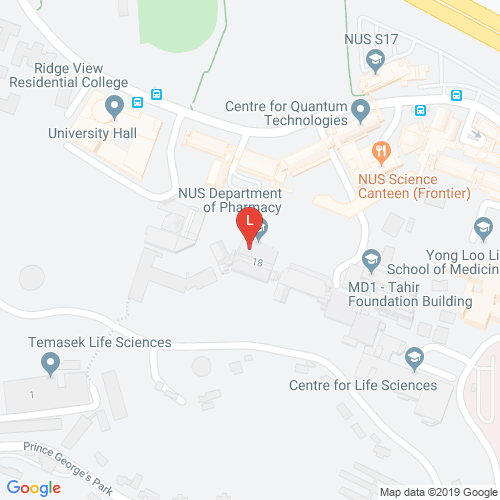 NUS S17
Ridge View
Residential College
Centre for Quantum
Technologies
University Hall
NUS Science
Canteen (Frontier)
NUS Department
of Pharmacy
L
18
Yong Loo Li
School of Medicin
MD1 - Tahir
Foundation Building
Temasek Life Sciences
Centre for Life Sciences
1
Prince George's Park
Google
Map data ©2019 Google